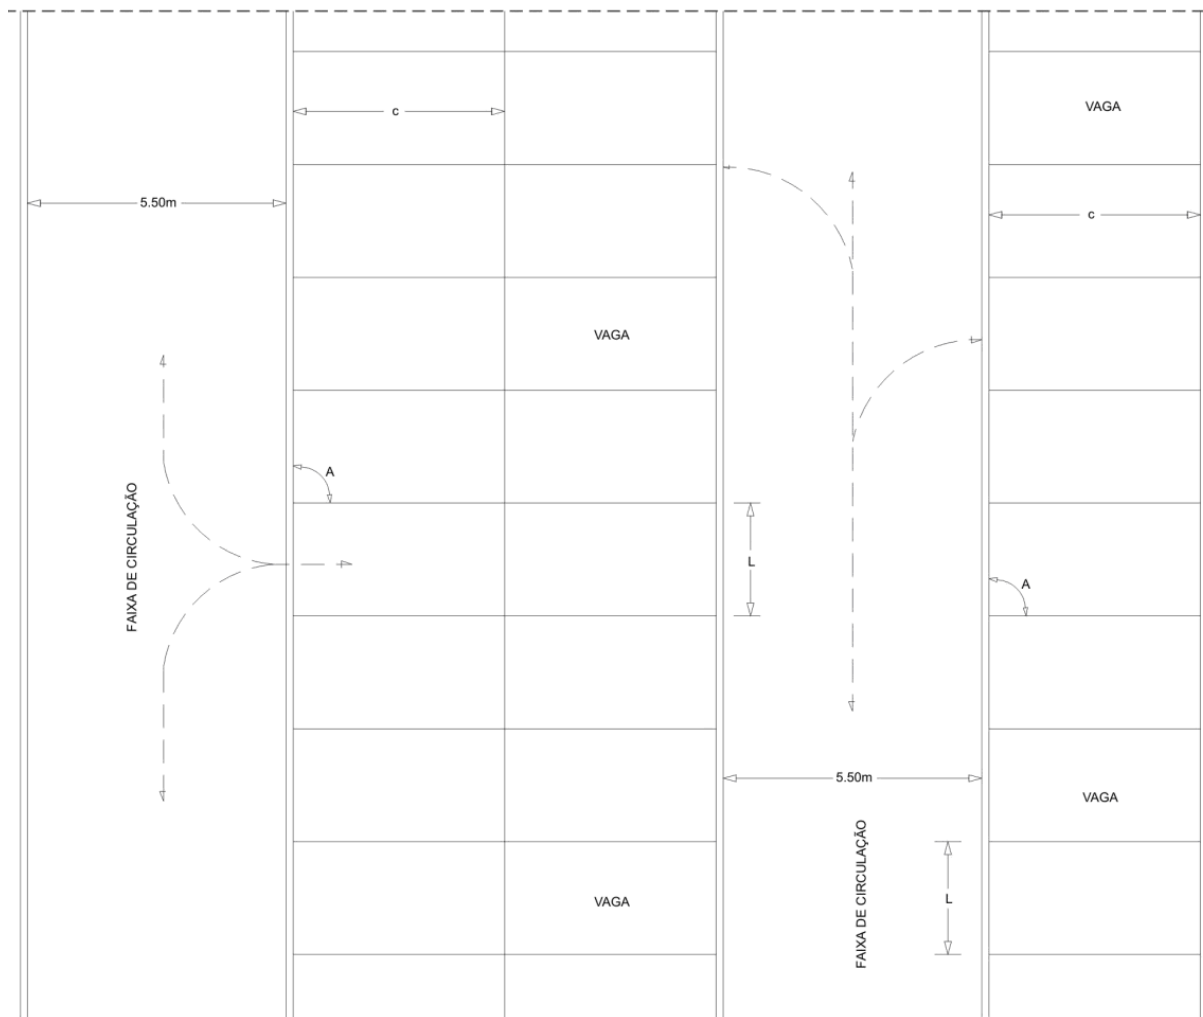 VAGA
c
5.50m
c
VAGA
A
FAIXA DE CIRCULAÇÃO
L
A
5.50m
VAGA
FAIXA DE CIRCULAÇÃO
L
VAGA